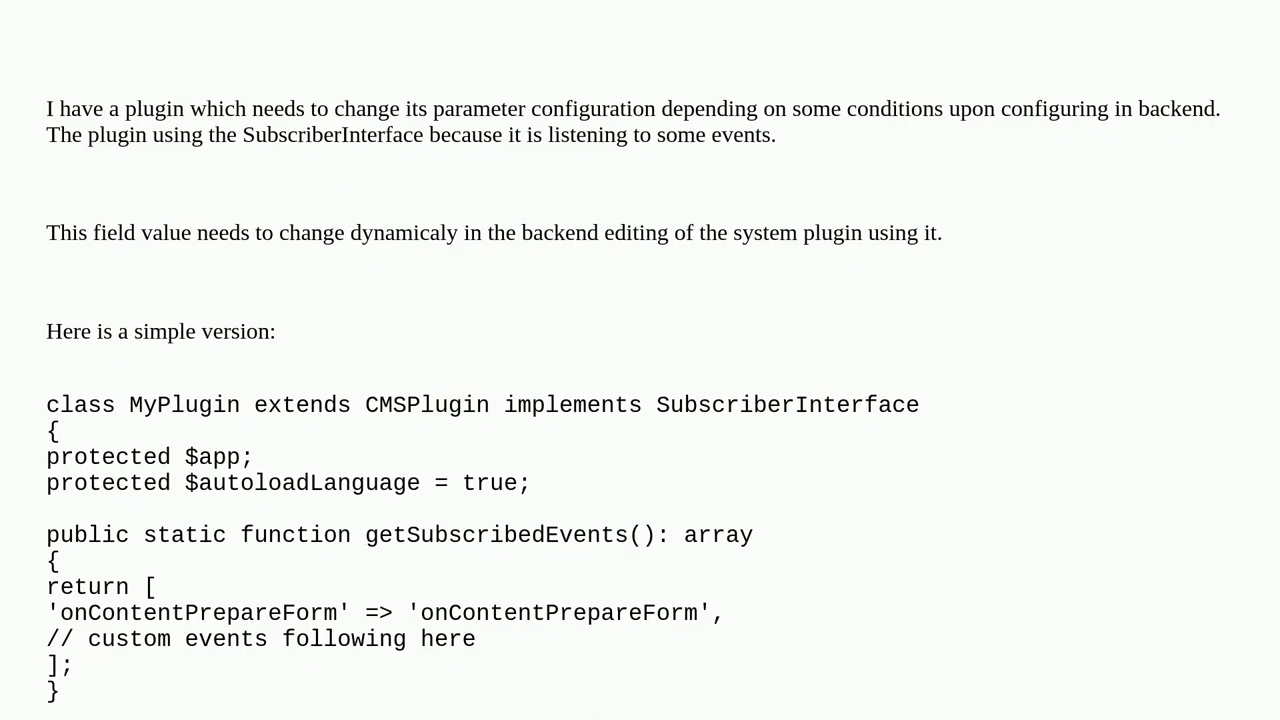 I have a plugin which needs to change its parameter configuration depending on some conditions upon configuring in backend.
The plugin using the SubscriberInterface because it is listening to some events.
This field value needs to change dynamicaly in the backend editing of the system plugin using it.
Here is a simple version:
class MyPlugin extends CMSPlugin implements SubscriberInterface
{
protected $app;
protected $autoloadLanguage = true;
public static function getSubscribedEvents(): array
{
return [
'onContentPrepareForm' => 'onContentPrepareForm',
// custom events following here
];
}